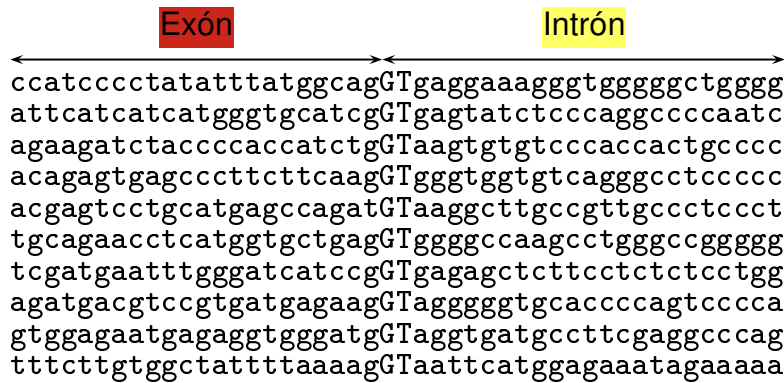 Exón Intrón
ccatcccctatatttatggcagGTgaggaaagggtgggggctgggg
attcatcatcatgggtgcatcgGTgagtatctcccaggccccaatc
agaagatctaccccaccatctgGTaagtgtgtcccaccactgcccc
acagagtgagcccttcttcaagGTgggtggtgtcagggcctccccc
acgagtcctgcatgagccagatGTaaggcttgccgttgccctccct
tgcagaacctcatggtgctgagGTggggccaagcctgggccggggg
tcgatgaatttgggatcatccgGTgagagctcttcctctctcctgg
agatgacgtccgtgatgagaagGTagggggtgcaccccagtcccca
gtggagaatgagaggtgggatgGTaggtgatgccttcgaggcccag
tttcttgtggctattttaaaagGTaattcatggagaaatagaaaaa